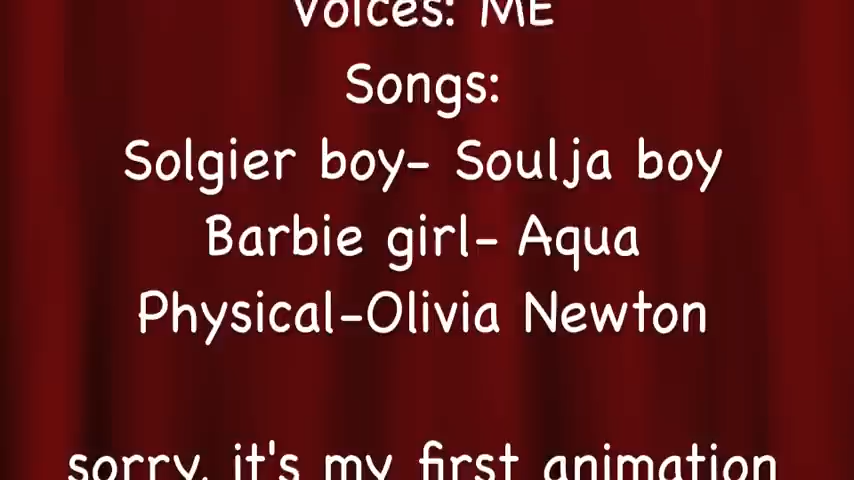 Voices: ME
Songs:
Solgier boy- Soulja boy
Barbie girl- Aqua
Physical-Olivia Newton
sorry, it's my first animation